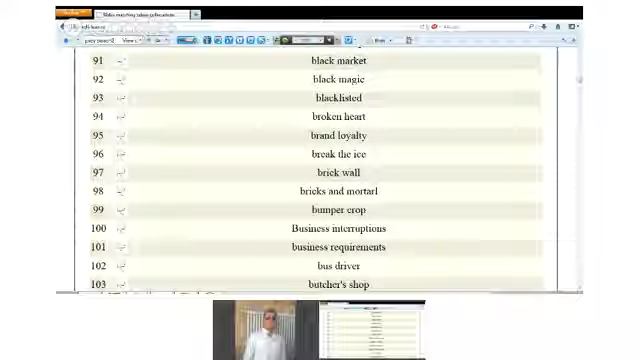 91 black market
92 black magic
93 blacklisted
94 broken heart
95 brand loyalty
96 break the ice
97 brick wall
98 bricks and mortarl
99 bumper crop
100 Business interruptions
101 business requirements
102 bus driver
103 butcher's shop